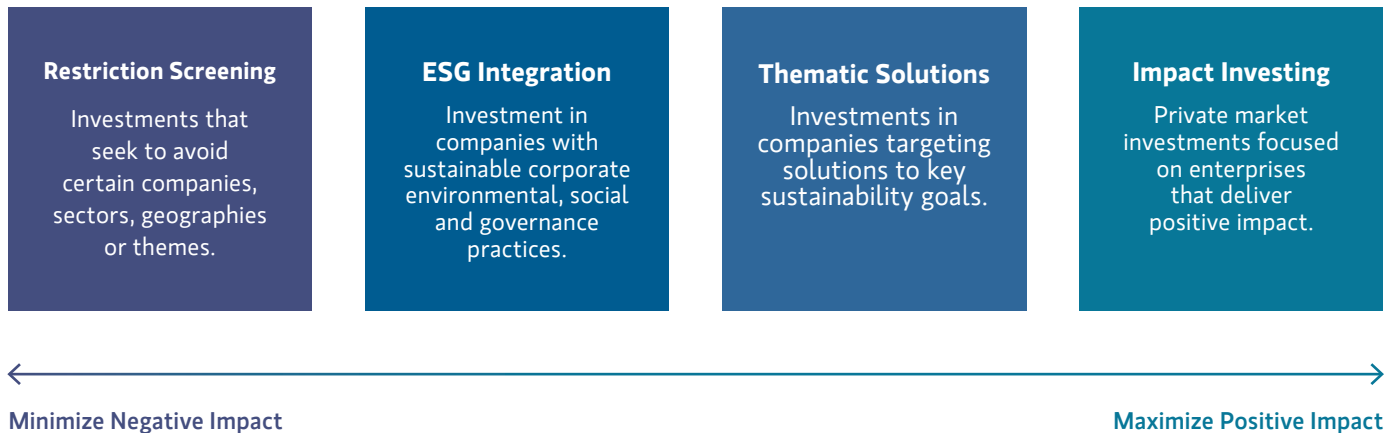 Restriction Screening
Investments that
seek to avoid
certain companies,
sectors, geographies
or themes.
ESG Integration
Investment in
companies with
sustainable corporate
environmental, social
and governance
practices.
Thematic Solutions
Investments in
companies targeting
solutions to key
sustainability goals.
Impact Investing
Private market
investments focused
on enterprises
that deliver
positive impact.
Minimize Negative Impact
Maximize Positive Impact